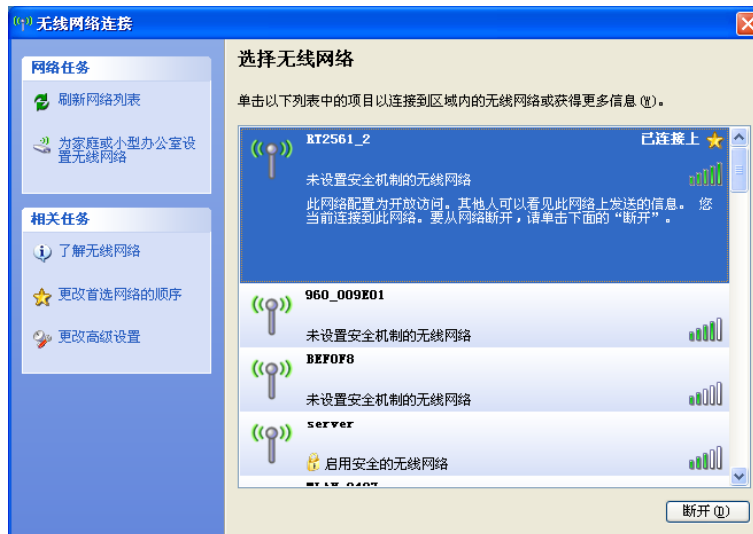 无线网络连接
网络任务
刷新网络列表
为家庭或小型办公室设
置无线网络
相关任务
了解无线网络
更改首选网络的顺序
更改高级设置
选择无线网络
单击以下列表中的项目以连接到区域内的无线网络或获得更多信息(W)。
RT2561_2 已连接上
未设置安全机制的无线网络
此网络配置为开放访问。其他人可以看见此网络上发送的信息。 您
当前连接到此网络。要从网络断开,请单击下面的“断开”。
960_009E01
未设置安全机制的无线网络
BEF0F8
未设置安全机制的无线网络
server
启用安全的无线网络
断开(D)